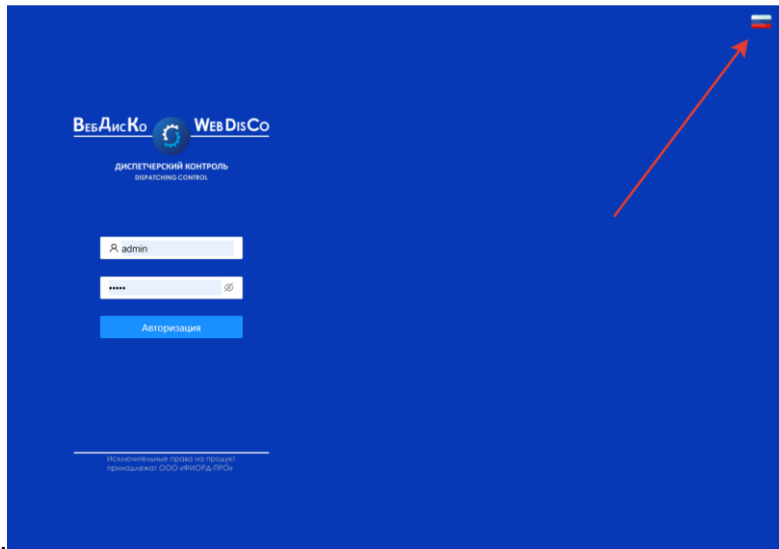 ВЕБДИСКО WEBDISCO
ДИСПЕТЧЕРСКИЙ КОНТРОЛЬ
DISPATCHING CONTROL
admin
•••••
Авторизация
Исключительные права на продукт
принадлежат ООО «ФИОРД-ПРО»
.